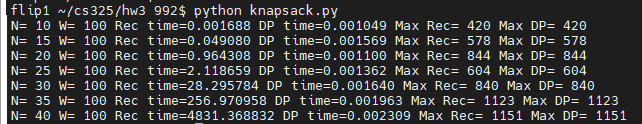 flip1 ~/cs325/hw3 992$ python knapsack.py
N= 10 W= 100 Rec time=0.001688 DP time=0.001049 Max Rec= 420 Max DP= 420
N= 15 W= 100 Rec time=0.049080 DP time=0.001569 Max Rec= 578 Max DP= 578
N= 20 W= 100 Rec time=0.964308 DP time=0.001100 Max Rec= 844 Max DP= 844
N= 25 W= 100 Rec time=2.118659 DP time=0.001362 Max Rec= 604 Max DP= 604
N= 30 W= 100 Rec time=28.295784 DP time=0.001640 Max Rec= 840 Max DP= 840
N= 35 W= 100 Rec time=256.970958 DP time=0.001963 Max Rec= 1123 Max DP= 1123
N= 40 W= 100 Rec time=4831.368832 DP time=0.002309 Max Rec= 1151 Max DP= 1151